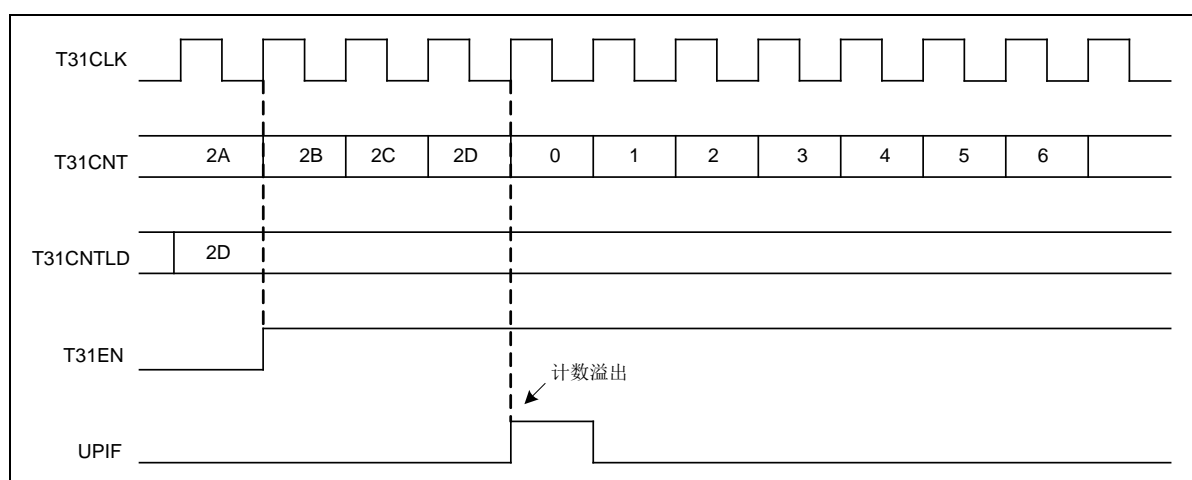 T31CLK
T31CNT 2A 2B 2C 2D 0 1 2 3 4 5 6
T31CNTLD 2D
T31EN
计数溢出
UPIF